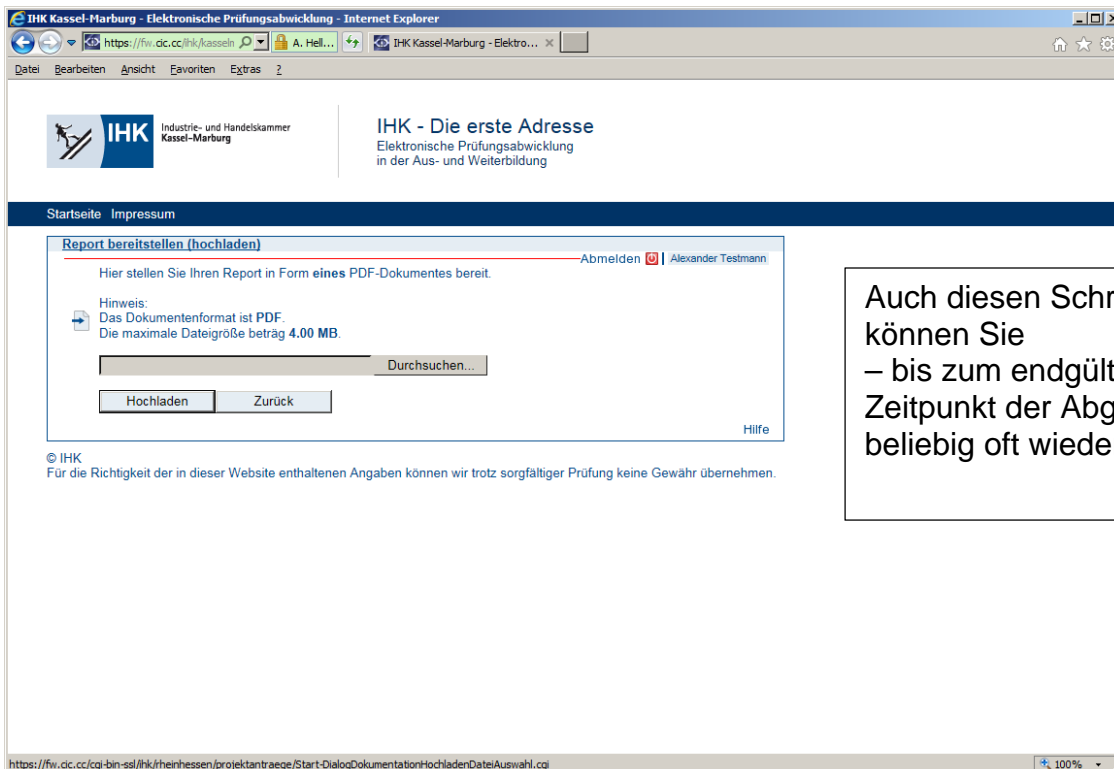 IHK Kassel-Marburg - Elektronische Prüfungsabwicklung - Internet Explorer
https://fw.cic.cc/ihk/kasseln
A. Hell...
IHK Kassel-Marburg - Elektro...
Datei Bearbeiten Ansicht Favoriten Extras ?
IHK
Industrie- und Handelskammer
Kassel-Marburg
IHK - Die erste Adresse
Elektronische Prüfungsabwicklung
in der Aus- und Weiterbildung
Startseite Impressum
Report bereitstellen (hochladen)
Abmelden Alexander Testmann
Hier stellen Sie Ihren Report in Form eines PDF-Dokumentes bereit.
Hinweis:
Das Dokumentenformat ist PDF.
Die maximale Dateigröße beträg 4.00 MB.
Durchsuchen...
Hochladen Zurück
Hilfe
© IHK
Für die Richtigkeit der in dieser Website enthaltenen Angaben können wir trotz sorgfältiger Prüfung keine Gewähr übernehmen.
Auch diesen Schr
können Sie
– bis zum endgült
Zeitpunkt der Abg
beliebig oft wiede
https://fw.cic.cc/cgi-bin-ssl/ihk/rheinhessen/projektantraege/Start-DialogDokumentationHochladenDateiAuswahl.cgi
100%